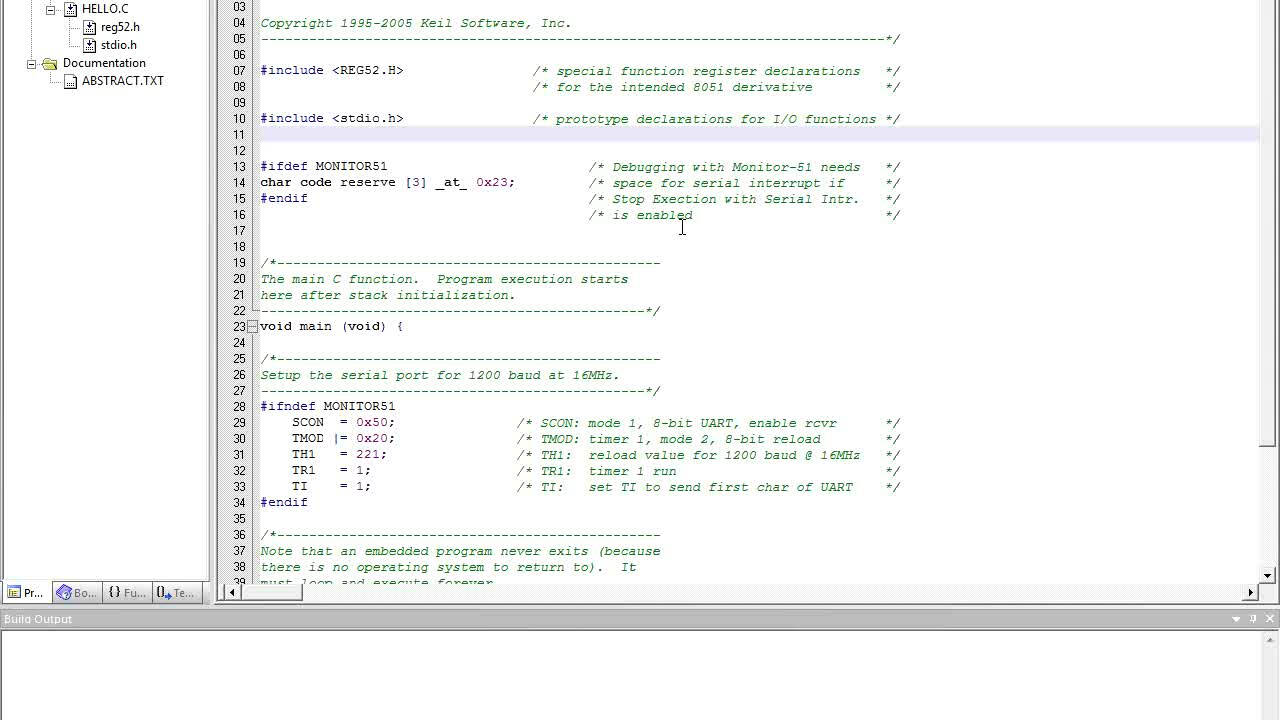 HELLO.C
reg52.h
stdio.h
Documentation
ABSTRACT.TXT
03
04 Copyright 1995-2005 Keil Software, Inc.
05 ------------------------------------------------------------------------------*/
06
07 #include <REG52.H> /* special function register declarations */
08 /* for the intended 8051 derivative */
09
10 #include <stdio.h> /* prototype declarations for I/O functions */
11
12
13 #ifdef MONITOR51 /* Debugging with Monitor-51 needs */
14 char code reserve [3] _at_ 0x23; /* space for serial interrupt if */
15 #endif /* Stop Exection with Serial Intr. */
16 /* is enabled */
17
18
19 /*------------------------------------------------
20 The main C function.  Program execution starts
21 here after stack initialization.
22 ------------------------------------------------*/
23 void main (void) {
24
25 /*------------------------------------------------
26 Setup the serial port for 1200 baud at 16MHz.
27 ------------------------------------------------*/
28 #ifndef MONITOR51
29 SCON = 0x50; /* SCON: mode 1, 8-bit UART, enable rcvr */
30 TMOD |= 0x20; /* TMOD: timer 1, mode 2, 8-bit reload */
31 TH1 = 221; /* TH1: reload value for 1200 baud @ 16MHz */
32 TR1 = 1; /* TR1: timer 1 run */
33 TI = 1; /* TI: set TI to send first char of UART */
34 #endif
35
36 /*------------------------------------------------
37 Note that an embedded program never exits (because
38 there is no operating system to return to).  It
39 must loop and execute forever.
Pr... Bo... {} Fu... Te...
Build Output